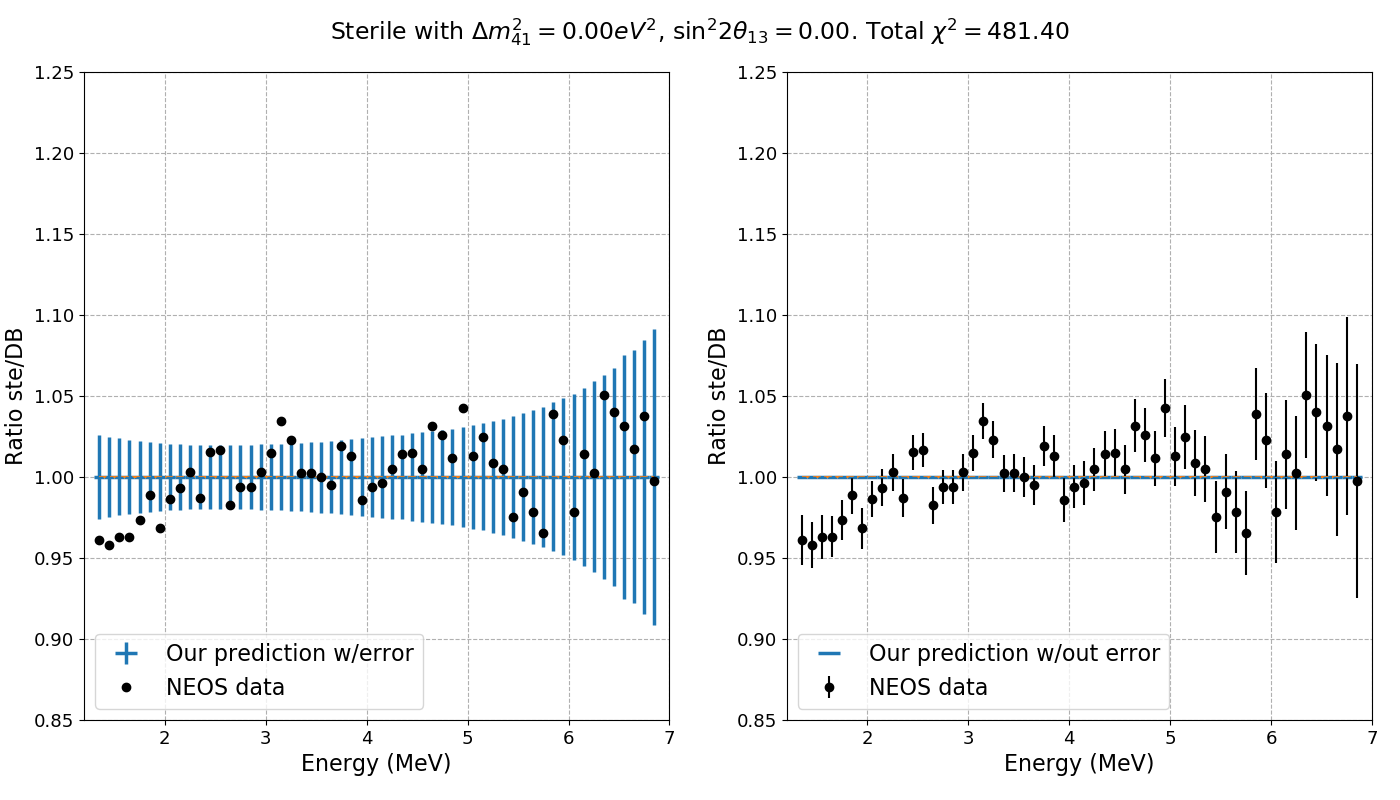 Sterile with Δm²₄₁ = 0.00eV², sin²2θ₁₃ = 0.00. Total χ² = 481.40
Ratio ste/DB
1.25
1.20
1.15
1.10
1.05
1.00
0.95
0.90
0.85
2 3 4 5 6 7
Energy (MeV)
Our prediction w/error
NEOS data
Ratio ste/DB
1.25
1.20
1.15
1.10
1.05
1.00
0.95
0.90
0.85
2 3 4 5 6 7
Energy (MeV)
Our prediction w/out error
NEOS data